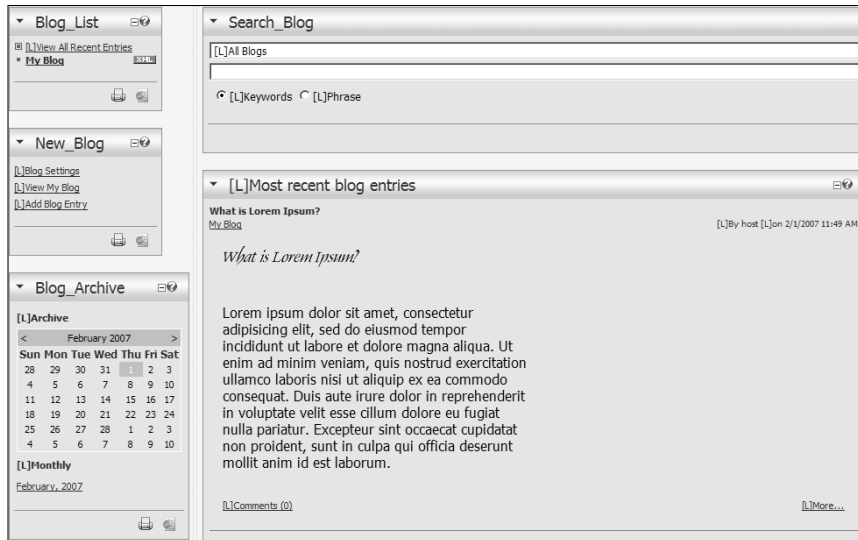 Blog_List
[L]View All Recent Entries
My Blog XML
New_Blog
[L]Blog Settings
[L]View My Blog
[L]Add Blog Entry
Blog_Archive
[L]Archive
< February 2007 >
Sun Mon Tue Wed Thu Fri Sat
28 29 30 31 1 2 3
4 5 6 7 8 9 10
11 12 13 14 15 16 17
18 19 20 21 22 23 24
25 26 27 28 1 2 3
4 5 6 7 8 9 10
[L]Monthly
February, 2007
Search_Blog
[L]All Blogs
[L]Keywords [L]Phrase
[L]Most recent blog entries
What is Lorem Ipsum?
My Blog [L]By host [L]on 2/1/2007 11:49 AM
What is Lorem Ipsum?
Lorem ipsum dolor sit amet, consectetur
adipisicing elit, sed do eiusmod tempor
incididunt ut labore et dolore magna aliqua. Ut
enim ad minim veniam, quis nostrud exercitation
ullamco laboris nisi ut aliquip ex ea commodo
consequat. Duis aute irure dolor in reprehenderit
in voluptate velit esse cillum dolore eu fugiat
nulla pariatur. Excepteur sint occaecat cupidatat
non proident, sunt in culpa qui officia deserunt
mollit anim id est laborum.
[L]Comments (0) [L]More...